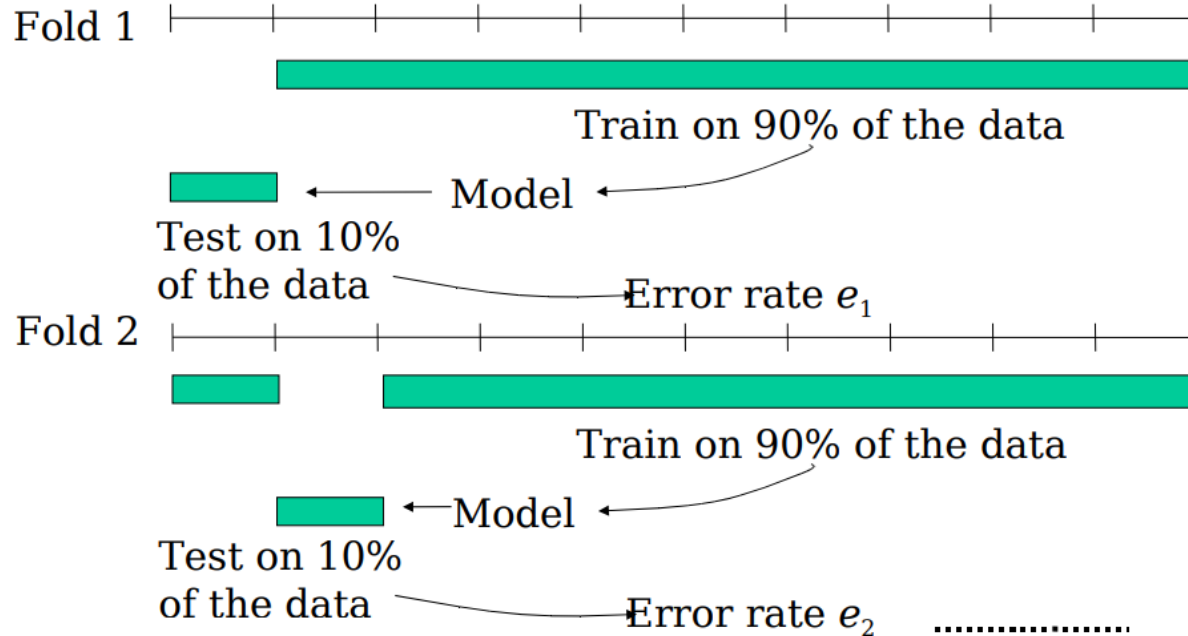 Fold 1
Train on 90% of the data
Model
Test on 10%
of the data
Error rate e₁
Fold 2
Train on 90% of the data
Model
Test on 10%
of the data
Error rate e₂